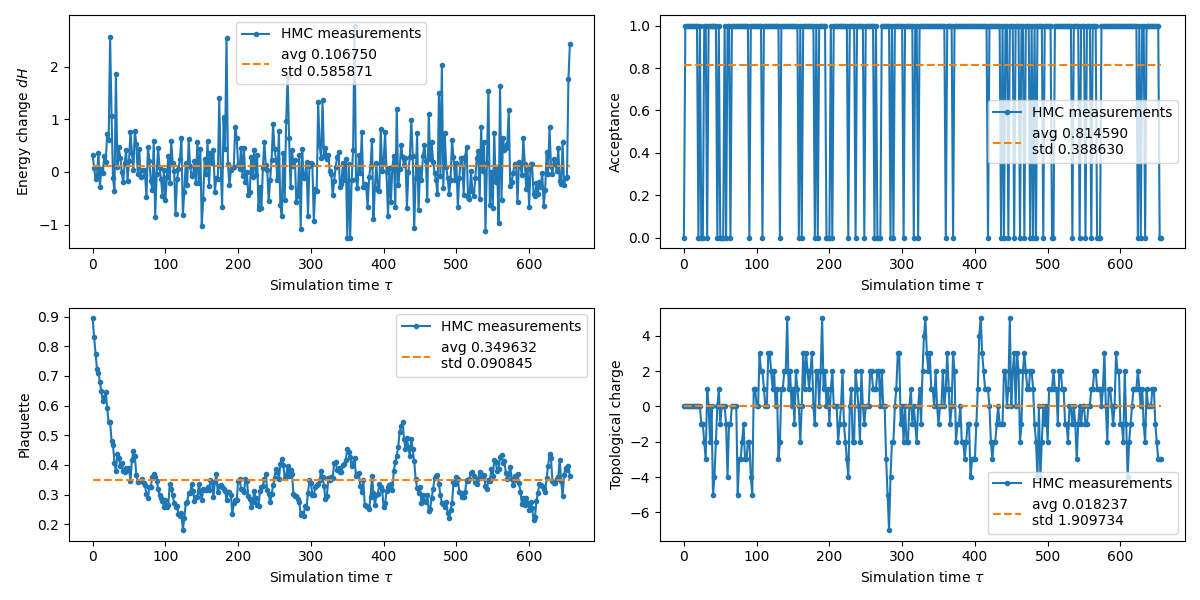 Energy change dH
2
1
0
−1
0
100
200
300
400
500
600
Simulation time τ
HMC measurements
avg 0.106750
std 0.585871
Acceptance
1.0
0.8
0.6
0.4
0.2
0.0
0
100
200
300
400
500
600
Simulation time τ
HMC measurements
avg 0.814590
std 0.388630
Plaquette
0.9
0.8
0.7
0.6
0.5
0.4
0.3
0.2
0
100
200
300
400
500
600
Simulation time τ
HMC measurements
avg 0.349632
std 0.090845
Topological charge
4
2
0
−2
−4
−6
0
100
200
300
400
500
600
Simulation time τ
HMC measurements
avg 0.018237
std 1.909734